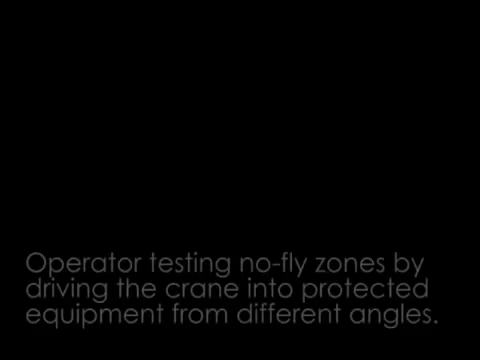 Operator testing no-fly zones by
driving the crane into protected
equipment from different angles.